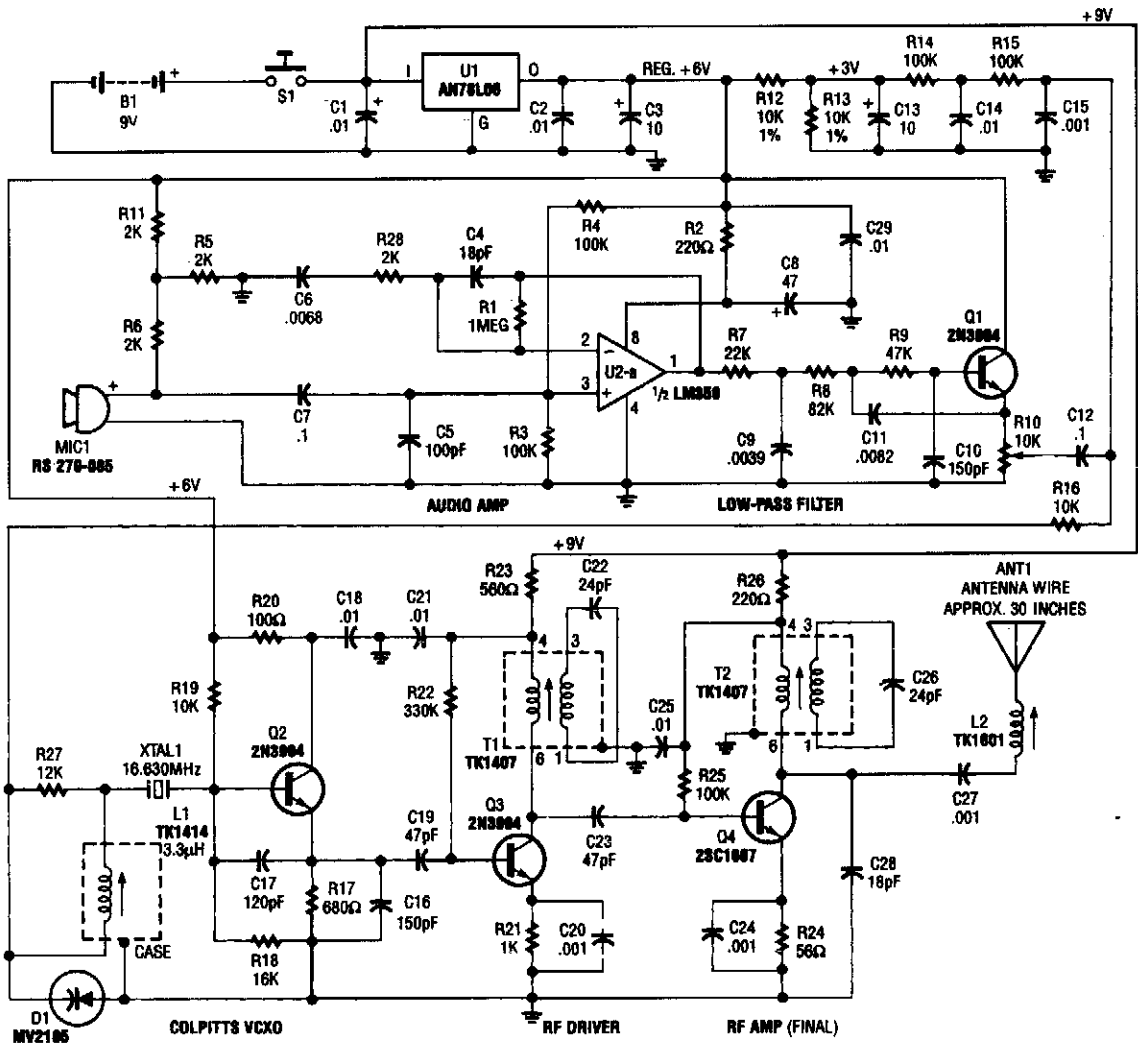 +9V
B1
9V
S1
C1
.01
I
U1
AN78L06
O
G
C2
.01
C3
10
REG. +6V
R12
10K
1%
+3V
R13
10K
1%
C13
10
R14
100K
C14
.01
R15
100K
C15
.001
R11
2K
R5
2K
C6
.0068
R28
2K
C4
18pF
R1
1MEG
R4
100K
R2
220Ω
C8
47
C29
.01
R6
2K
MIC1
RS 270-085
C7
.1
C5
100pF
R3
100K
2
3
8
1
4
U2-a
1/2 LM358
R7
22K
C9
.0039
R8
82K
C11
.0082
R9
47K
C10
150pF
Q1
2N3904
R10
10K
C12
.1
R16
10K
+6V
AUDIO AMP
LOW-PASS FILTER
+9V
R20
100Ω
C18
.01
C21
.01
R23
560Ω
C22
24pF
R26
220Ω
ANT1
ANTENNA WIRE
APPROX. 30 INCHES
R19
10K
R22
330K
4
3
T1
TK1407
6
1
C25
.01
T2
TK1407
4
3
6
1
C26
24pF
L2
TK1601
R27
12K
XTAL1
16.630MHz
L1
TK1414
3.3µH
Q2
2N3904
C19
47pF
Q3
2N3904
C23
47pF
R25
100K
Q4
2SC1687
C27
.001
C28
18pF
C17
120pF
R17
680Ω
C16
150pF
R18
16K
CASE
R21
1K
C20
.001
C24
.001
R24
56Ω
D1
MV2105
COLPITTS VCXO
RF DRIVER
RF AMP (FINAL)